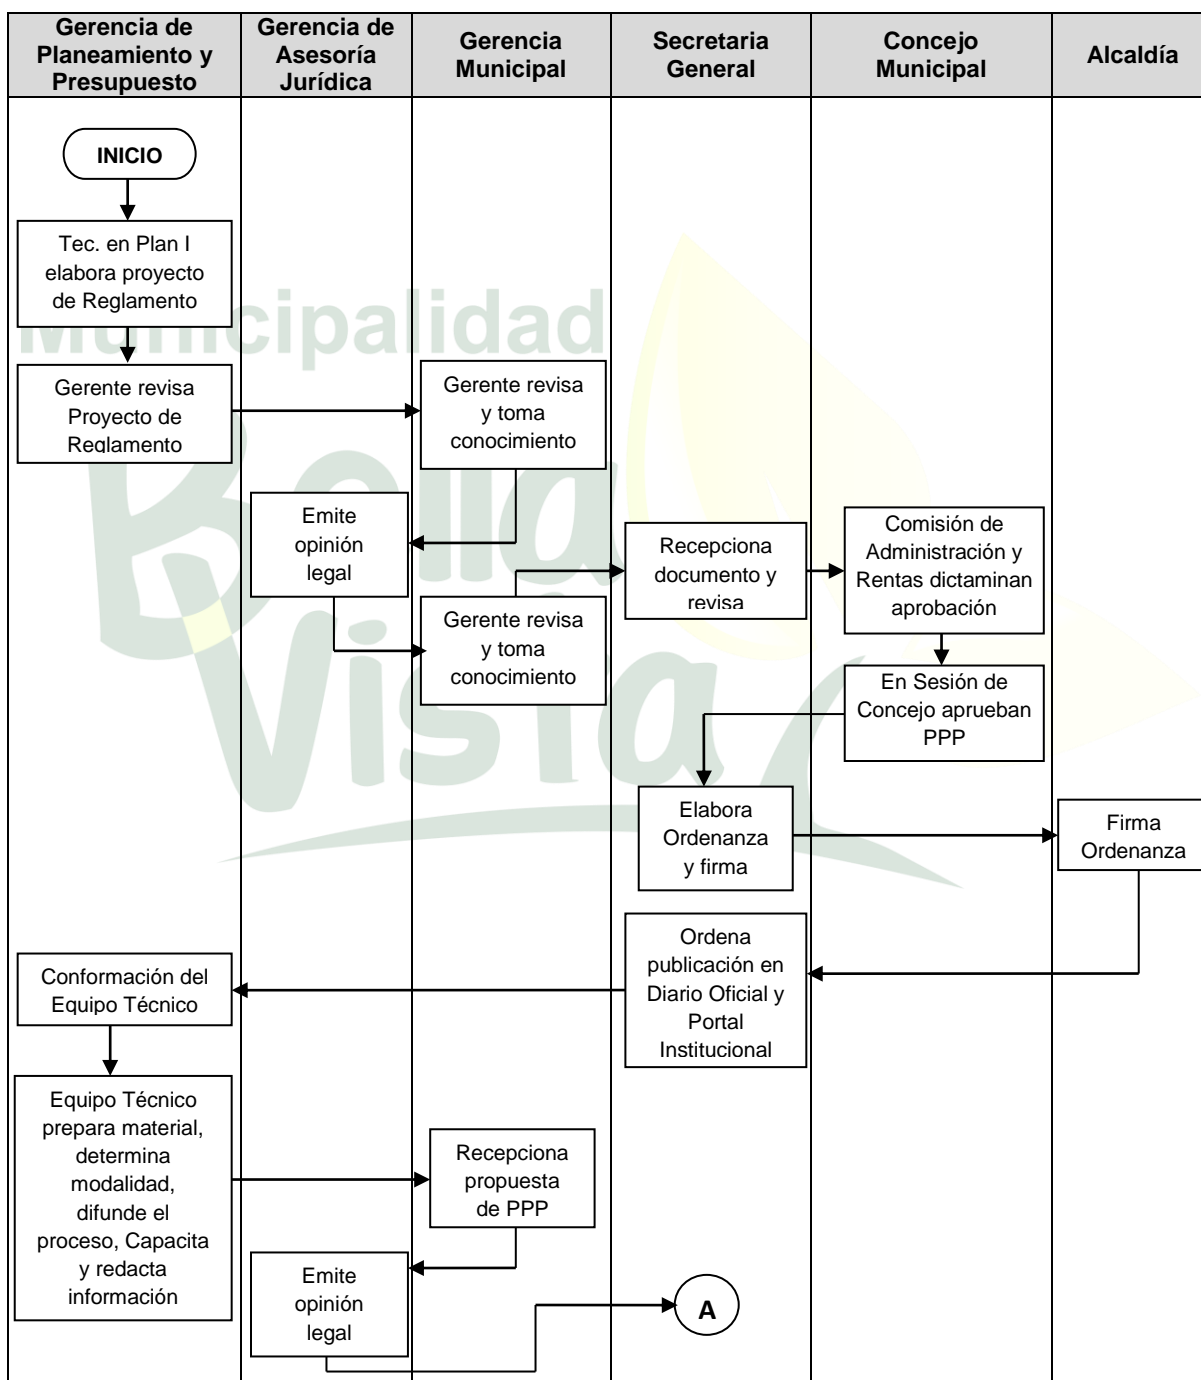 Gerencia de
Planeamiento y
Presupuesto
Gerencia de
Asesoría
Jurídica
Gerencia
Municipal
Secretaria
General
Concejo
Municipal
Alcaldía
INICIO
Tec. en Plan I
elabora proyecto
de Reglamento
Municipalidad
Bella
Vista
Gerente revisa
Proyecto de
Reglamento
Gerente revisa
y toma
conocimiento
Emite
opinión
legal
Gerente revisa
y toma
conocimiento
Recepciona
documento y
revisa
Comisión de
Administración y
Rentas dictaminan
aprobación
En Sesión de
Concejo aprueban
PPP
Elabora
Ordenanza
y firma
Firma
Ordenanza
Ordena
publicación en
Diario Oficial y
Portal
Institucional
Conformación del
Equipo Técnico
Equipo Técnico
prepara material,
determina
modalidad,
difunde el
proceso, Capacita
y redacta
información
Recepciona
propuesta
de PPP
Emite
opinión
legal
A